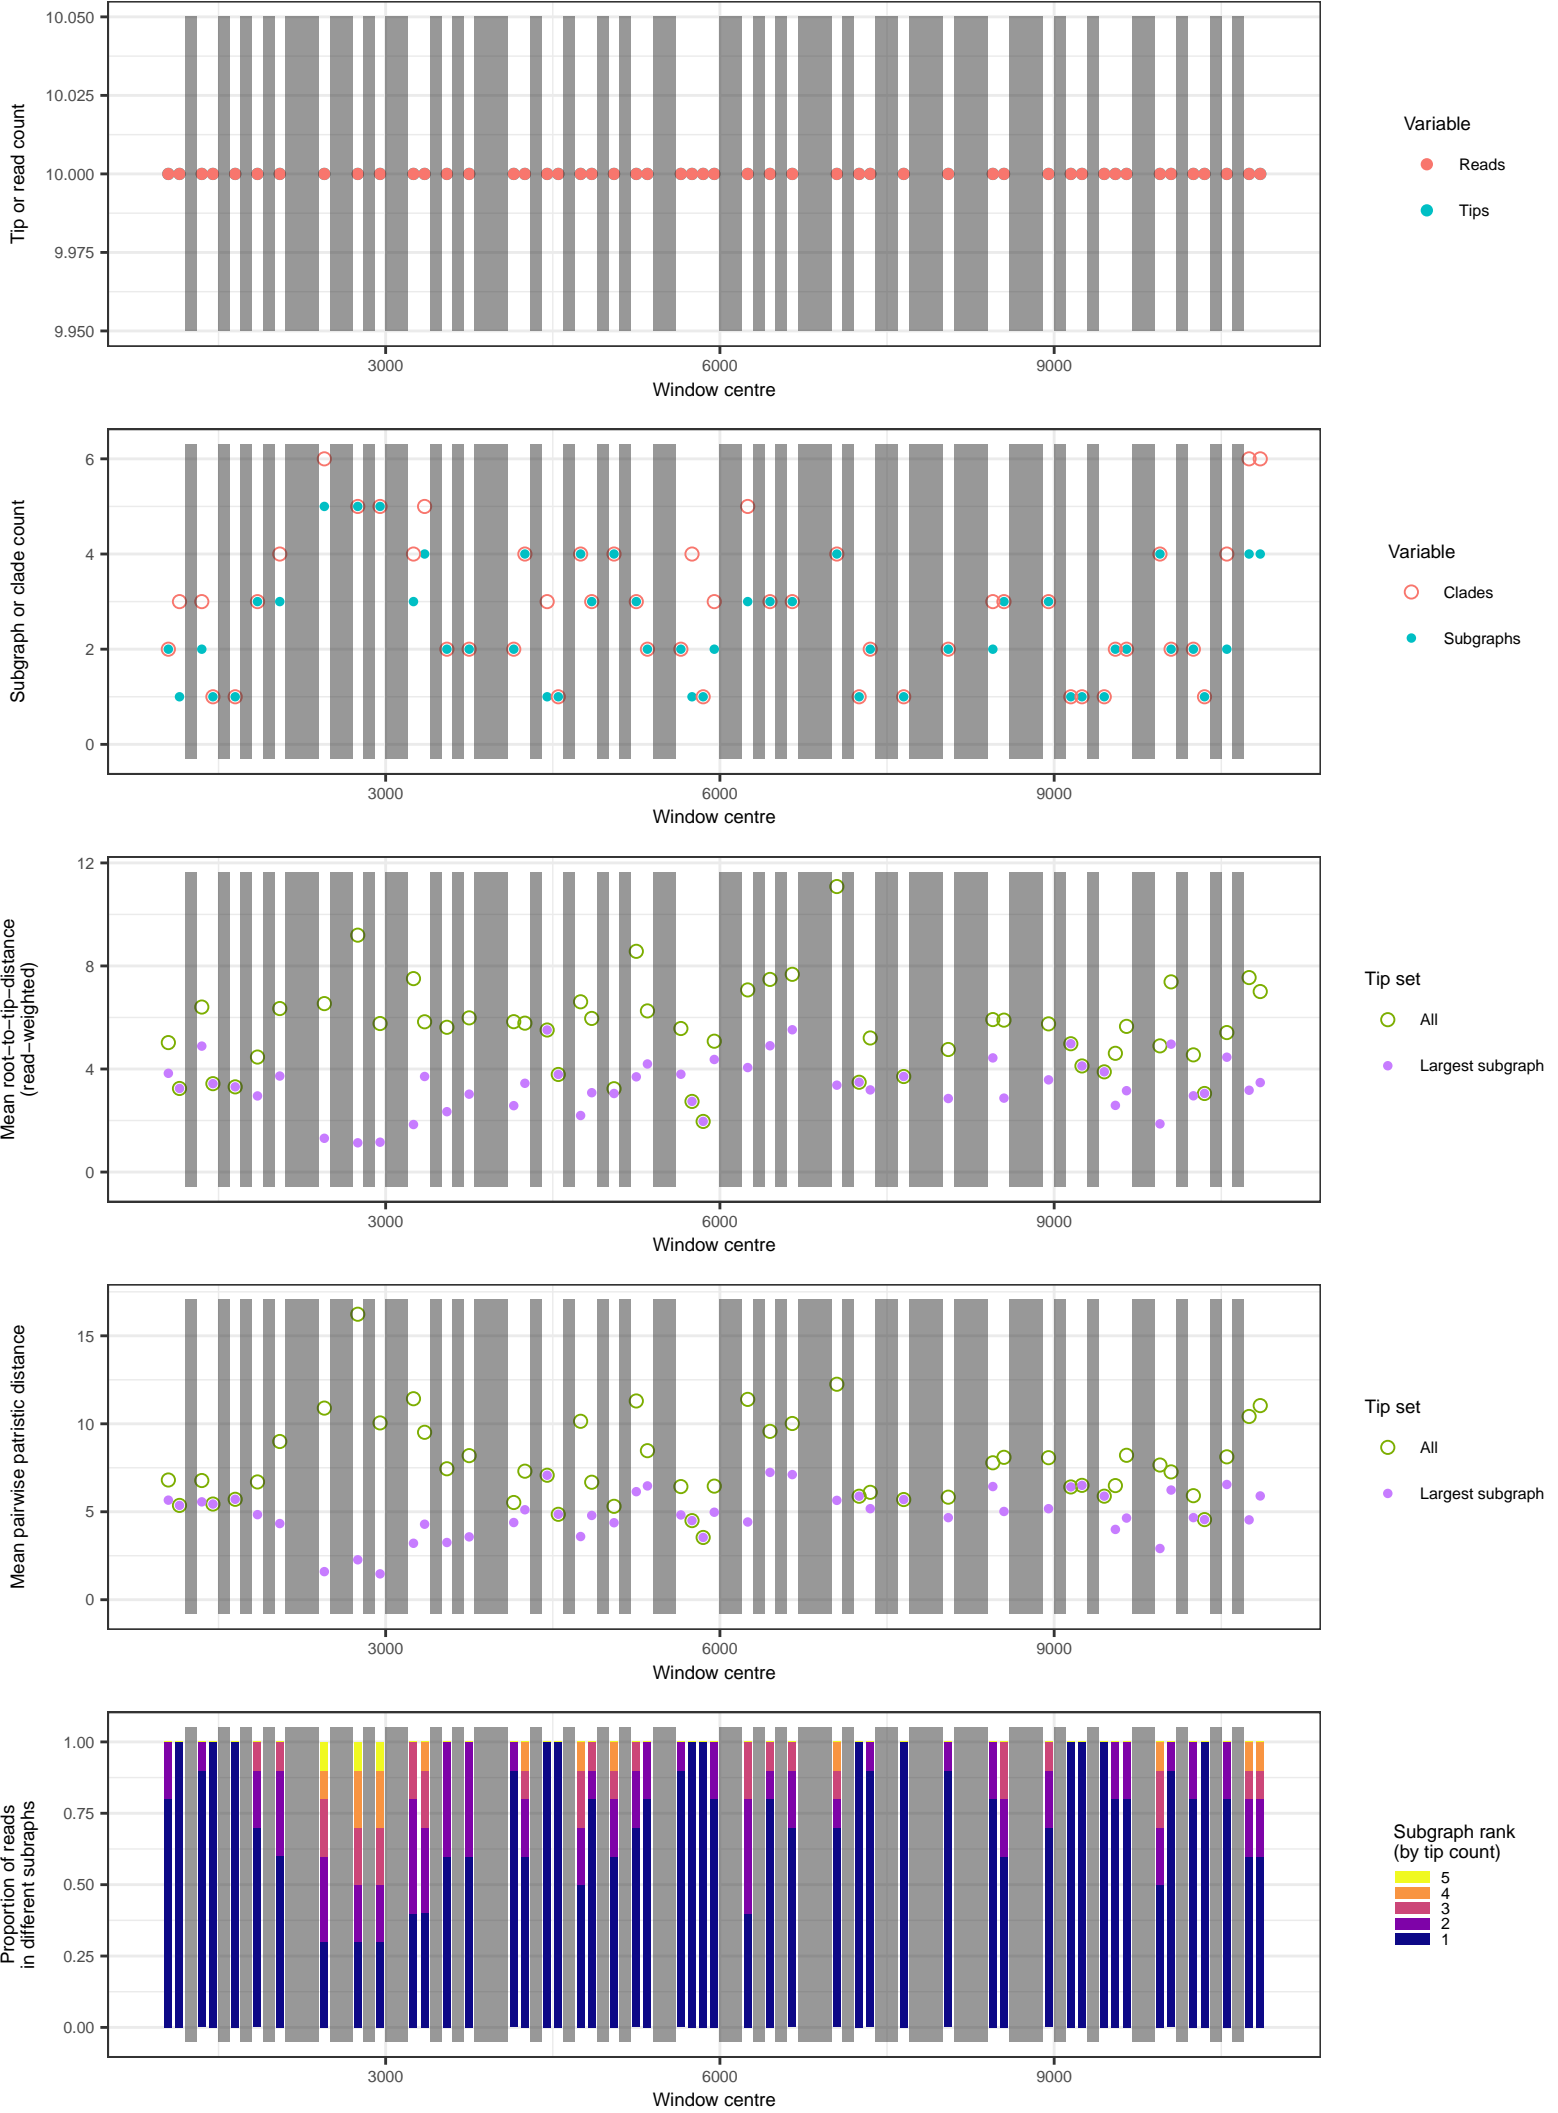 10.050
10.025
10.000
9.975
9.950
Tip or read count
3000
6000
9000
Window centre
Variable
Reads
Tips
6
4
2
0
Subgraph or clade count
3000
6000
9000
Window centre
Variable
Clades
Subgraphs
12
8
4
0
Mean root−to−tip−distance
(read−weighted)
3000
6000
9000
Window centre
Tip set
All
Largest subgraph
15
10
5
0
Mean pairwise patristic distance
3000
6000
9000
Window centre
Tip set
All
Largest subgraph
1.00
0.75
0.50
0.25
0.00
Proportion of reads
in different subraphs
3000
6000
9000
Window centre
Subgraph rank
(by tip count)
5
4
3
2
1